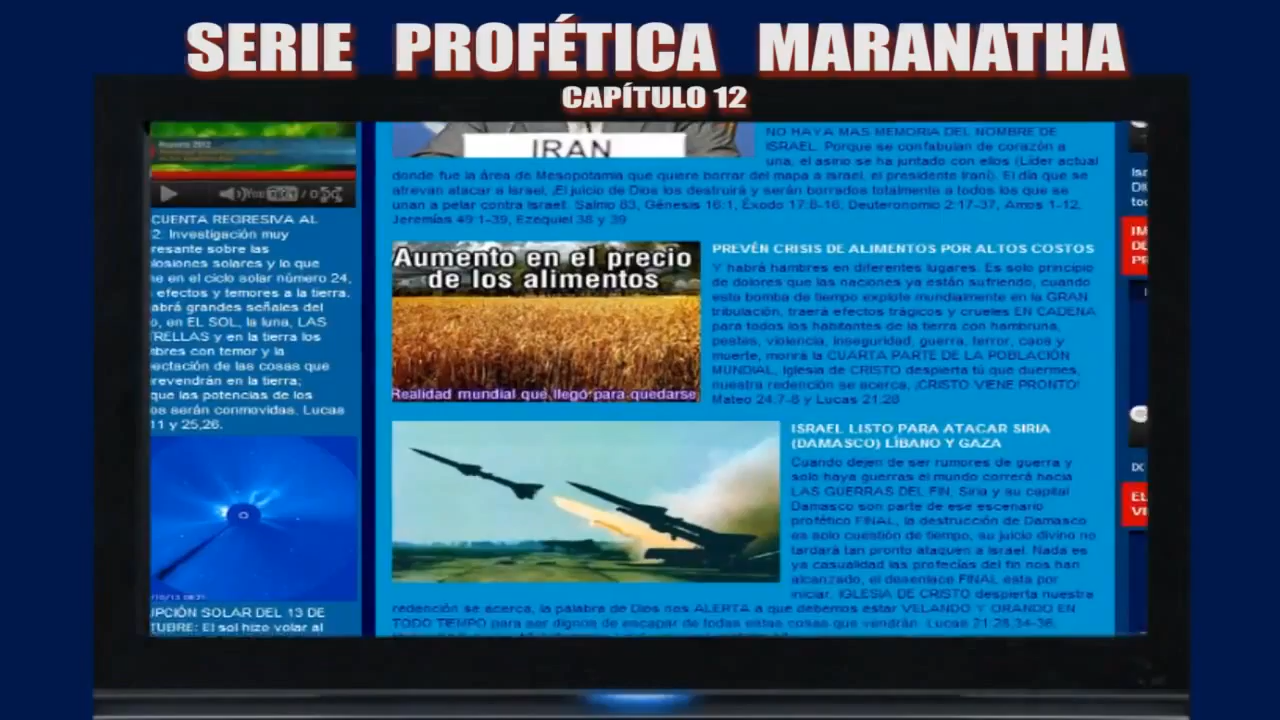 SERIE PROFÉTICA MARANATHA
CAPÍTULO 12
Reporte 2012
You
CUENTA REGRESIVA AL
2: Investigación muy
resante sobre las
losiones solares y lo que
ne en el ciclo solar número 24,
efectos y temores a la tierra.
abrá grandes señales del
o, en EL SOL, la luna, LAS
TRELLAS y en la tierra los
mbres con temor y la
ectación de las cosas que
revendrán en la tierra;
que las potencias de los
os serán conmovidas. Lucas
11 y 25,26.
/10/13
UPCIÓN SOLAR DEL 13 DE
TUBRE: El sol hizo volar al
IRAN
NO HAYA MAS MEMORIA DEL NOMBRE DE
ISRAEL. Porque se confabulan de corazón a
una, el asirio se ha juntado con ellos (Lider actual
donde fue la área de Mesopotamia que quiere borrar del mapa a Israel, el presidente Iraní). El día que se
atrevan atacar a Israel, ¡El juicio de Dios los destruirá y serán borrados totalmente a todos los que se
unan a pelar contra Israel. Salmo 83, Génesis 16:1, Éxodo 17:8-16, Deuteronomio 2:17-37, Amos 1-12,
Jeremías 49:1-39, Ezequiel 38 y 39
Aumento en el precio
de los alimentos
Realidad mundial que llegó para quedarse
PREVÉN CRISIS DE ALIMENTOS POR ALTOS COSTOS
Y habrá hambres en diferentes lugares. Es solo principio
de dolores que las naciones ya están sufriendo, cuando
esta bomba de tiempo explote mundialmente en la GRAN
tribulación, traerá efectos trágicos y crueles EN CADENA
para todos los habitantes de la tierra con hambruna,
pestes, violencia, inseguridad, guerra, terror, caos y
muerte, morirá la CUARTA PARTE DE LA POBLACIÓN
MUNDIAL, Iglesia de CRISTO despierta tú que duermes,
nuestra redención se acerca, ¡CRISTO VIENE PRONTO!
Mateo 24.7-8 y Lucas 21:28
ISRAEL LISTO PARA ATACAR SIRIA
(DAMASCO) LÍBANO Y GAZA
Cuando dejen de ser rumores de guerra y
solo haya guerras el mundo correrá hacia
LAS GUERRAS DEL FIN, Siria y su capital
Damasco son parte de ese escenario
profético FINAL, la destrucción de Damasco
es solo cuestión de tiempo, su juicio divino no
tardará tan pronto ataquen a Israel. Nada es
ya casualidad las profecías del fin nos han
alcanzado, el desenlace FINAL esta por
iniciar, IGLESIA DE CRISTO despierta nuestra
redención se acerca, la palabra de Dios nos ALERTA a que debemos estar VELANDO Y ORANDO EN
TODO TIEMPO para ser dignos de escapar de todas estas cosas que vendrán. Lucas 21:28,34-36.
Isr
DI
too
IM
DE
PR
DC
EL
VI